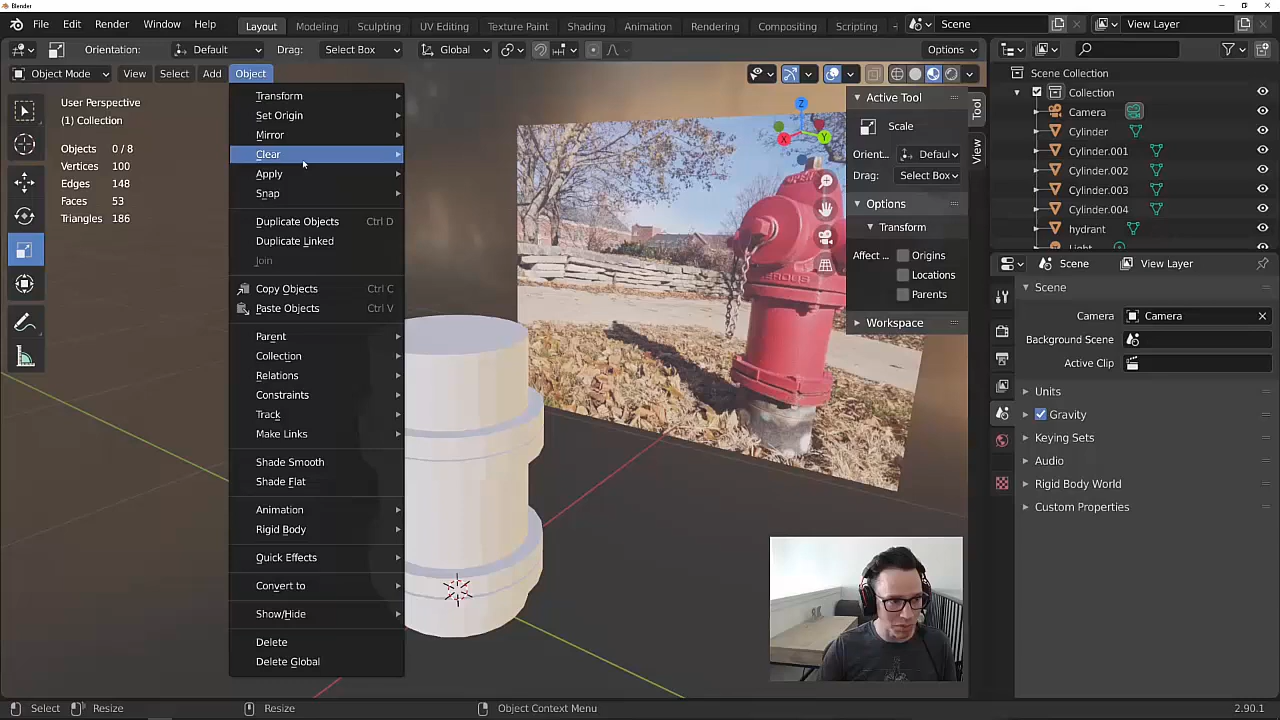 Blender
File Edit Render Window Help Layout Modeling Sculpting UV Editing Texture Paint Shading Animation Rendering Compositing Scripting + Scene View Layer
Orientation: Default Drag: Select Box Global Options
Object Mode View Select Add Object
User Perspective
(1) Collection
Objects 0 / 8
Vertices 100
Edges 148
Faces 53
Triangles 186
Transform
Set Origin
Mirror
Clear
Apply
Snap
Duplicate Objects Ctrl D
Duplicate Linked
Join
Copy Objects Ctrl C
Paste Objects Ctrl V
Parent
Collection
Relations
Constraints
Track
Make Links
Shade Smooth
Shade Flat
Animation
Rigid Body
Quick Effects
Convert to
Show/Hide
Delete
Delete Global
Z
X
Y
Active Tool
Scale
Orient... Defaul
Drag: Select Box
Options
Transform
Affect ... Origins
Locations
Parents
Workspace
Tool
View
Scene Collection
Collection
Camera
Cylinder
Cylinder.001
Cylinder.002
Cylinder.003
Cylinder.004
hydrant
Scene View Layer
Scene
Camera Camera
Background Scene
Active Clip
Units
Gravity
Keying Sets
Audio
Rigid Body World
Custom Properties
Select Resize Resize Object Context Menu 2.90.1